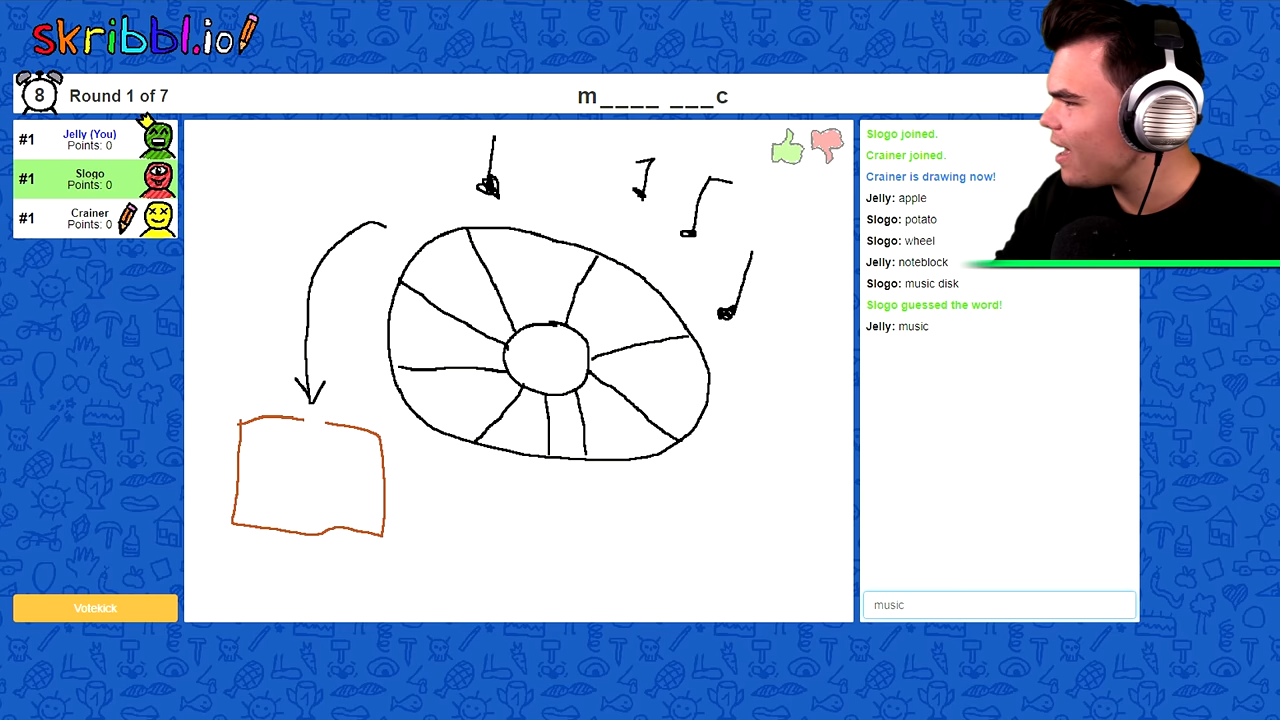 skribbl.io!
8
Round 1 of 7
m____ ___c
#1
Jelly (You)
Points: 0
#1
Slogo
Points: 0
#1
Crainer
Points: 0
Votekick
Slogo joined.
Crainer joined.
Crainer is drawing now!
Jelly: apple
Slogo: potato
Slogo: wheel
Jelly: noteblock
Slogo: music disk
Slogo guessed the word!
Jelly: music
music